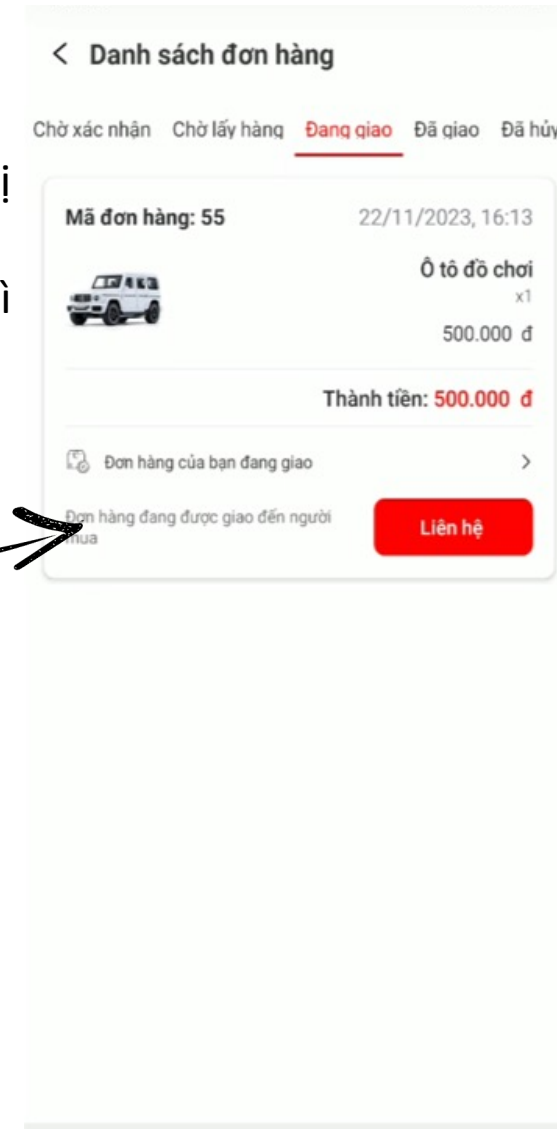 Danh sách đơn hàng
Chờ xác nhận Chờ lấy hàng Đang giao Đã giao Đã hủy
ị
Mã đơn hàng: 55 22/11/2023, 16:13
Ô tô đồ chơi
ì
x1
500.000 đ
Thành tiền: 500.000 đ
Đơn hàng của bạn đang giao
Đơn hàng đang được giao đến người
mua
Liên hệ